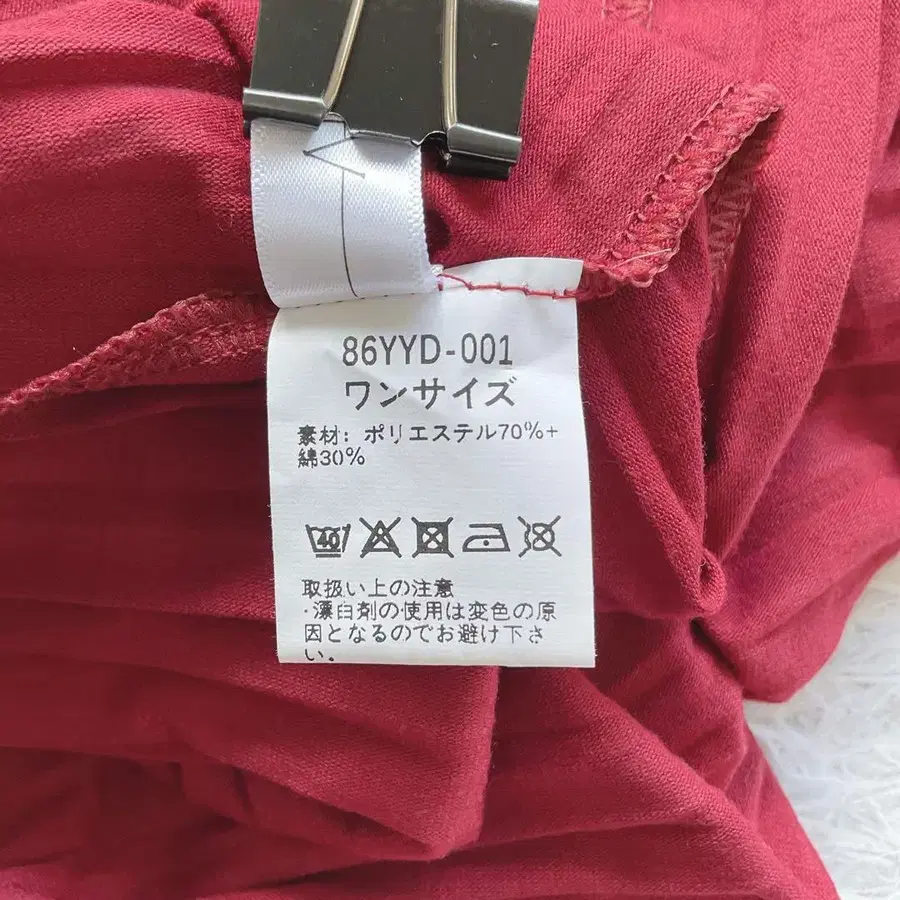 86YYD-001
ワンサイズ
素材: ポリエステル70%+
綿30%
40
取扱い上の注意
·漂白剤の使用は変色の原
因となるのでお避け下さ
い。